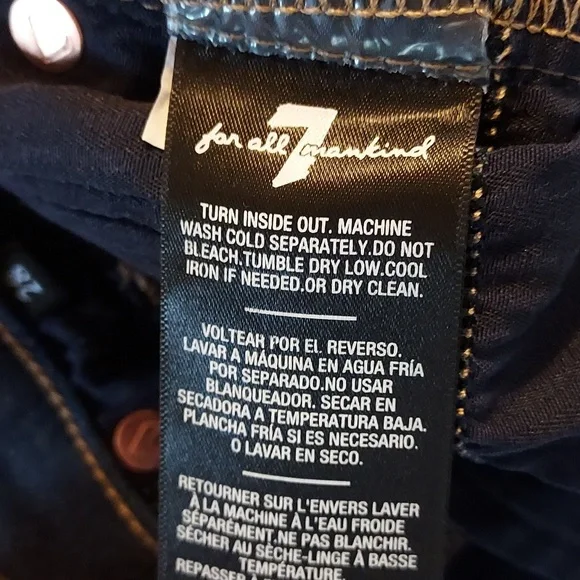 7
for all mankind
TURN INSIDE OUT. MACHINE
WASH COLD SEPARATELY.DO NOT
BLEACH.TUMBLE DRY LOW.COOL
IRON IF NEEDED.OR DRY CLEAN.
VOLTEAR POR EL REVERSO.
LAVAR A MÁQUINA EN AGUA FRÍA
POR SEPARADO.NO USAR
BLANQUEADOR. SECAR EN
SECADORA A TEMPERATURA BAJA.
PLANCHA FRÍA SI ES NECESARIO.
O LAVAR EN SECO.
RETOURNER SUR L'ENVERS LAVER
À LA MACHINE À L'EAU FROIDE
SÉPARÉMENT.NE PAS BLANCHIR.
SÉCHER AU SÈCHE-LINGE À BASSE
TEMPÉRATURE.
REPASSER À